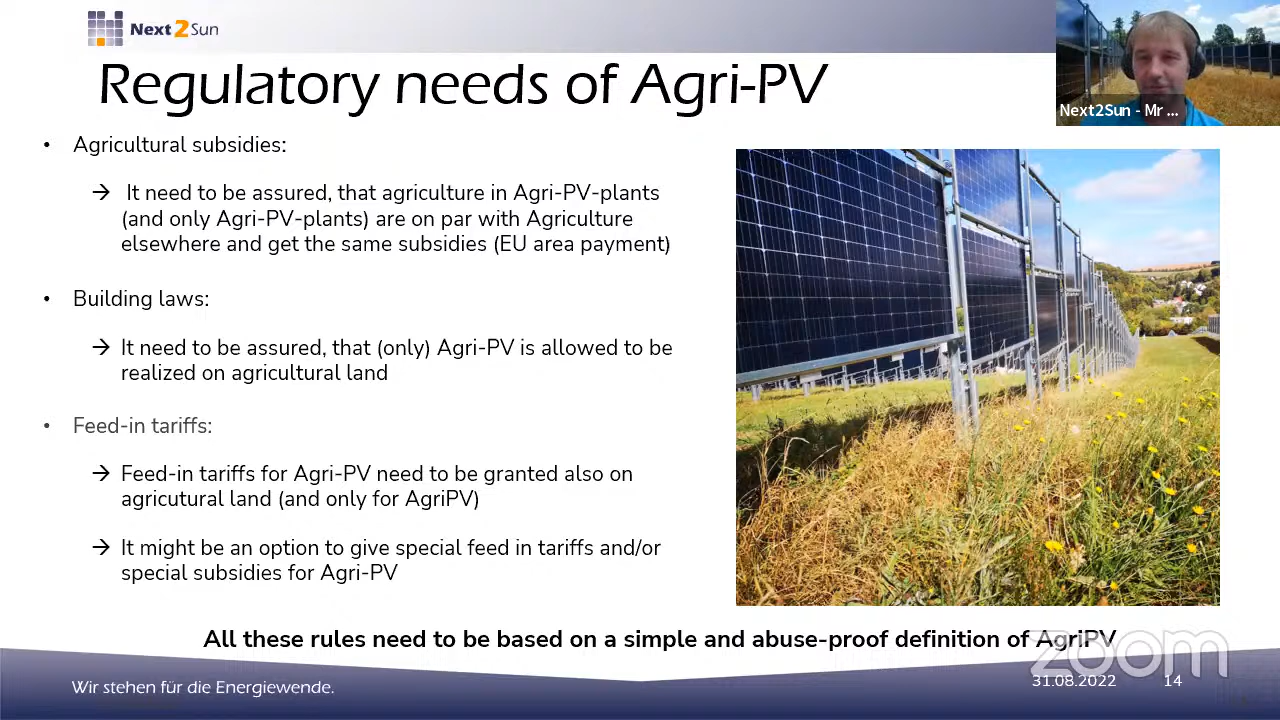 Next2Sun
Regulatory needs of Agri-PV
Next2Sun - Mr ...
• Agricultural subsidies:
→ It need to be assured, that agriculture in Agri-PV-plants
(and only Agri-PV-plants) are on par with Agriculture
elsewhere and get the same subsidies (EU area payment)
• Building laws:
→ It need to be assured, that (only) Agri-PV is allowed to be
realized on agricultural land
• Feed-in tariffs:
→ Feed-in tariffs for Agri-PV need to be granted also on
agricutural land (and only for AgriPV)
→ It might be an option to give special feed in tariffs and/or
special subsidies for Agri-PV
All these rules need to be based on a simple and abuse-proof definition of AgriPV
zoom
Wir stehen für die Energiewende.
31.08.2022
14